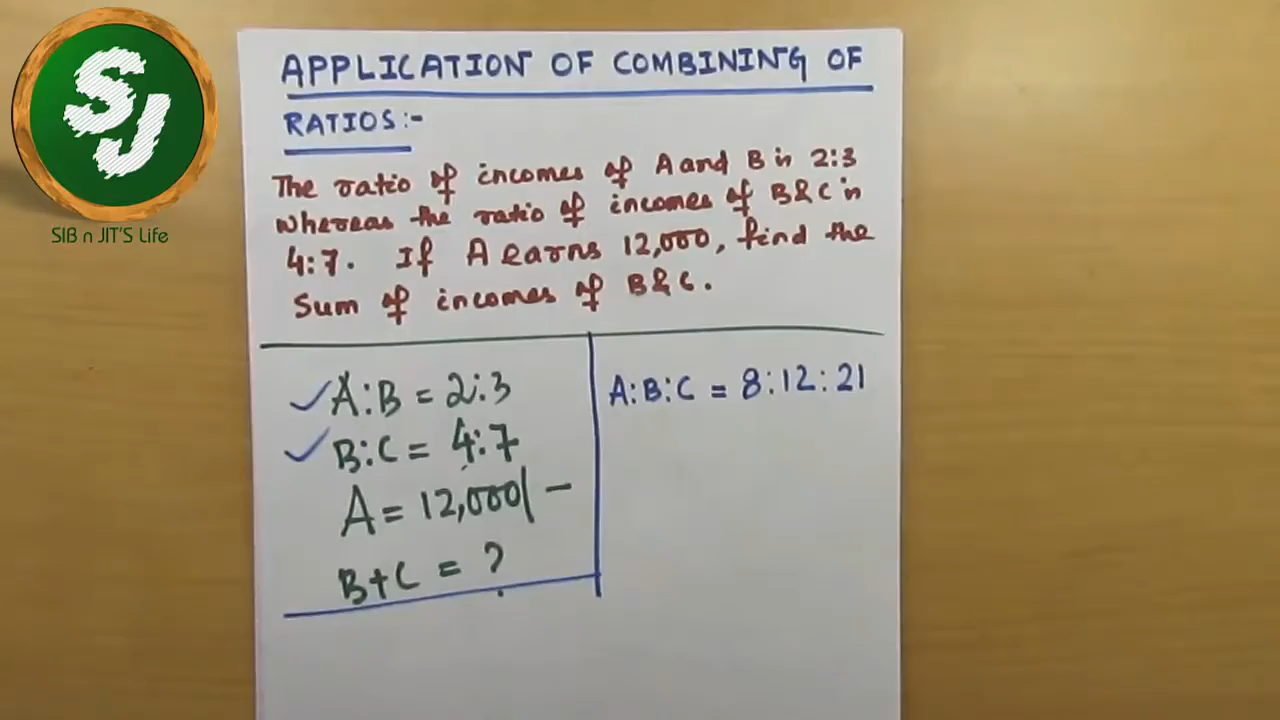 SJ
SIB n JIT'S Life
APPLICATION OF COMBINING OF
RATIOS:-
The ratio of incomes of A and B is 2:3
whereas the ratio of incomes of B&C is
4:7. If A earns 12,000, find the
Sum of incomes of B&C.
A:B = 2:3
B:C = 4:7
A = 12,000/-
B+C = ?
A:B:C = 8:12:21